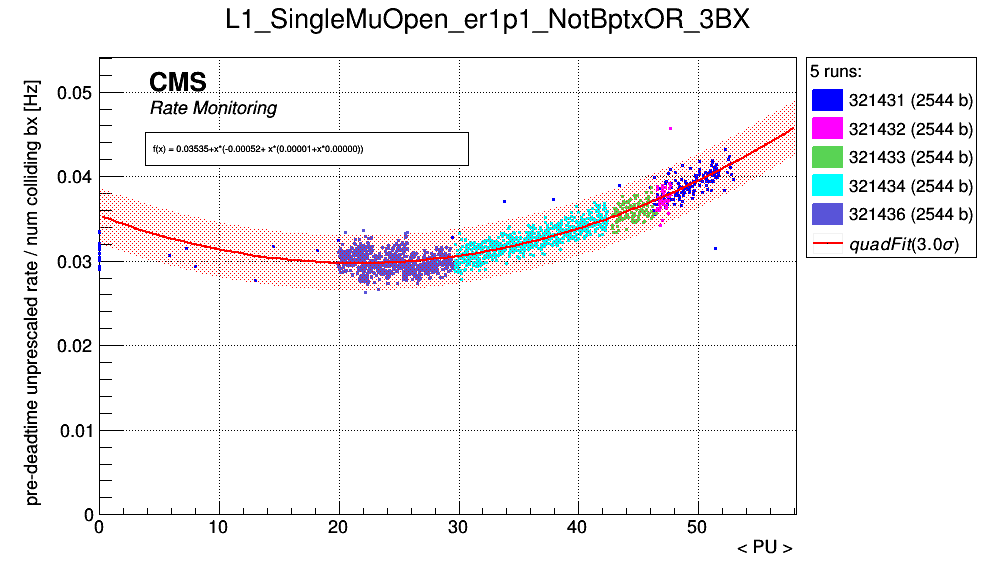 L1_SingleMuOpen_er1p1_NotBptxOR_3BX
pre-deadtime unprescaled rate / num colliding bx [Hz]
CMS
Rate Monitoring
f(x) = 0.03535+x*(-0.00052+ x*(0.00001+x*0.00000))
0.05
0.04
0.03
0.02
0.01
0
0 10 20 30 40 50
< PU >
5 runs:
321431 (2544 b)
321432 (2544 b)
321433 (2544 b)
321434 (2544 b)
321436 (2544 b)
quadFit(3.0σ)